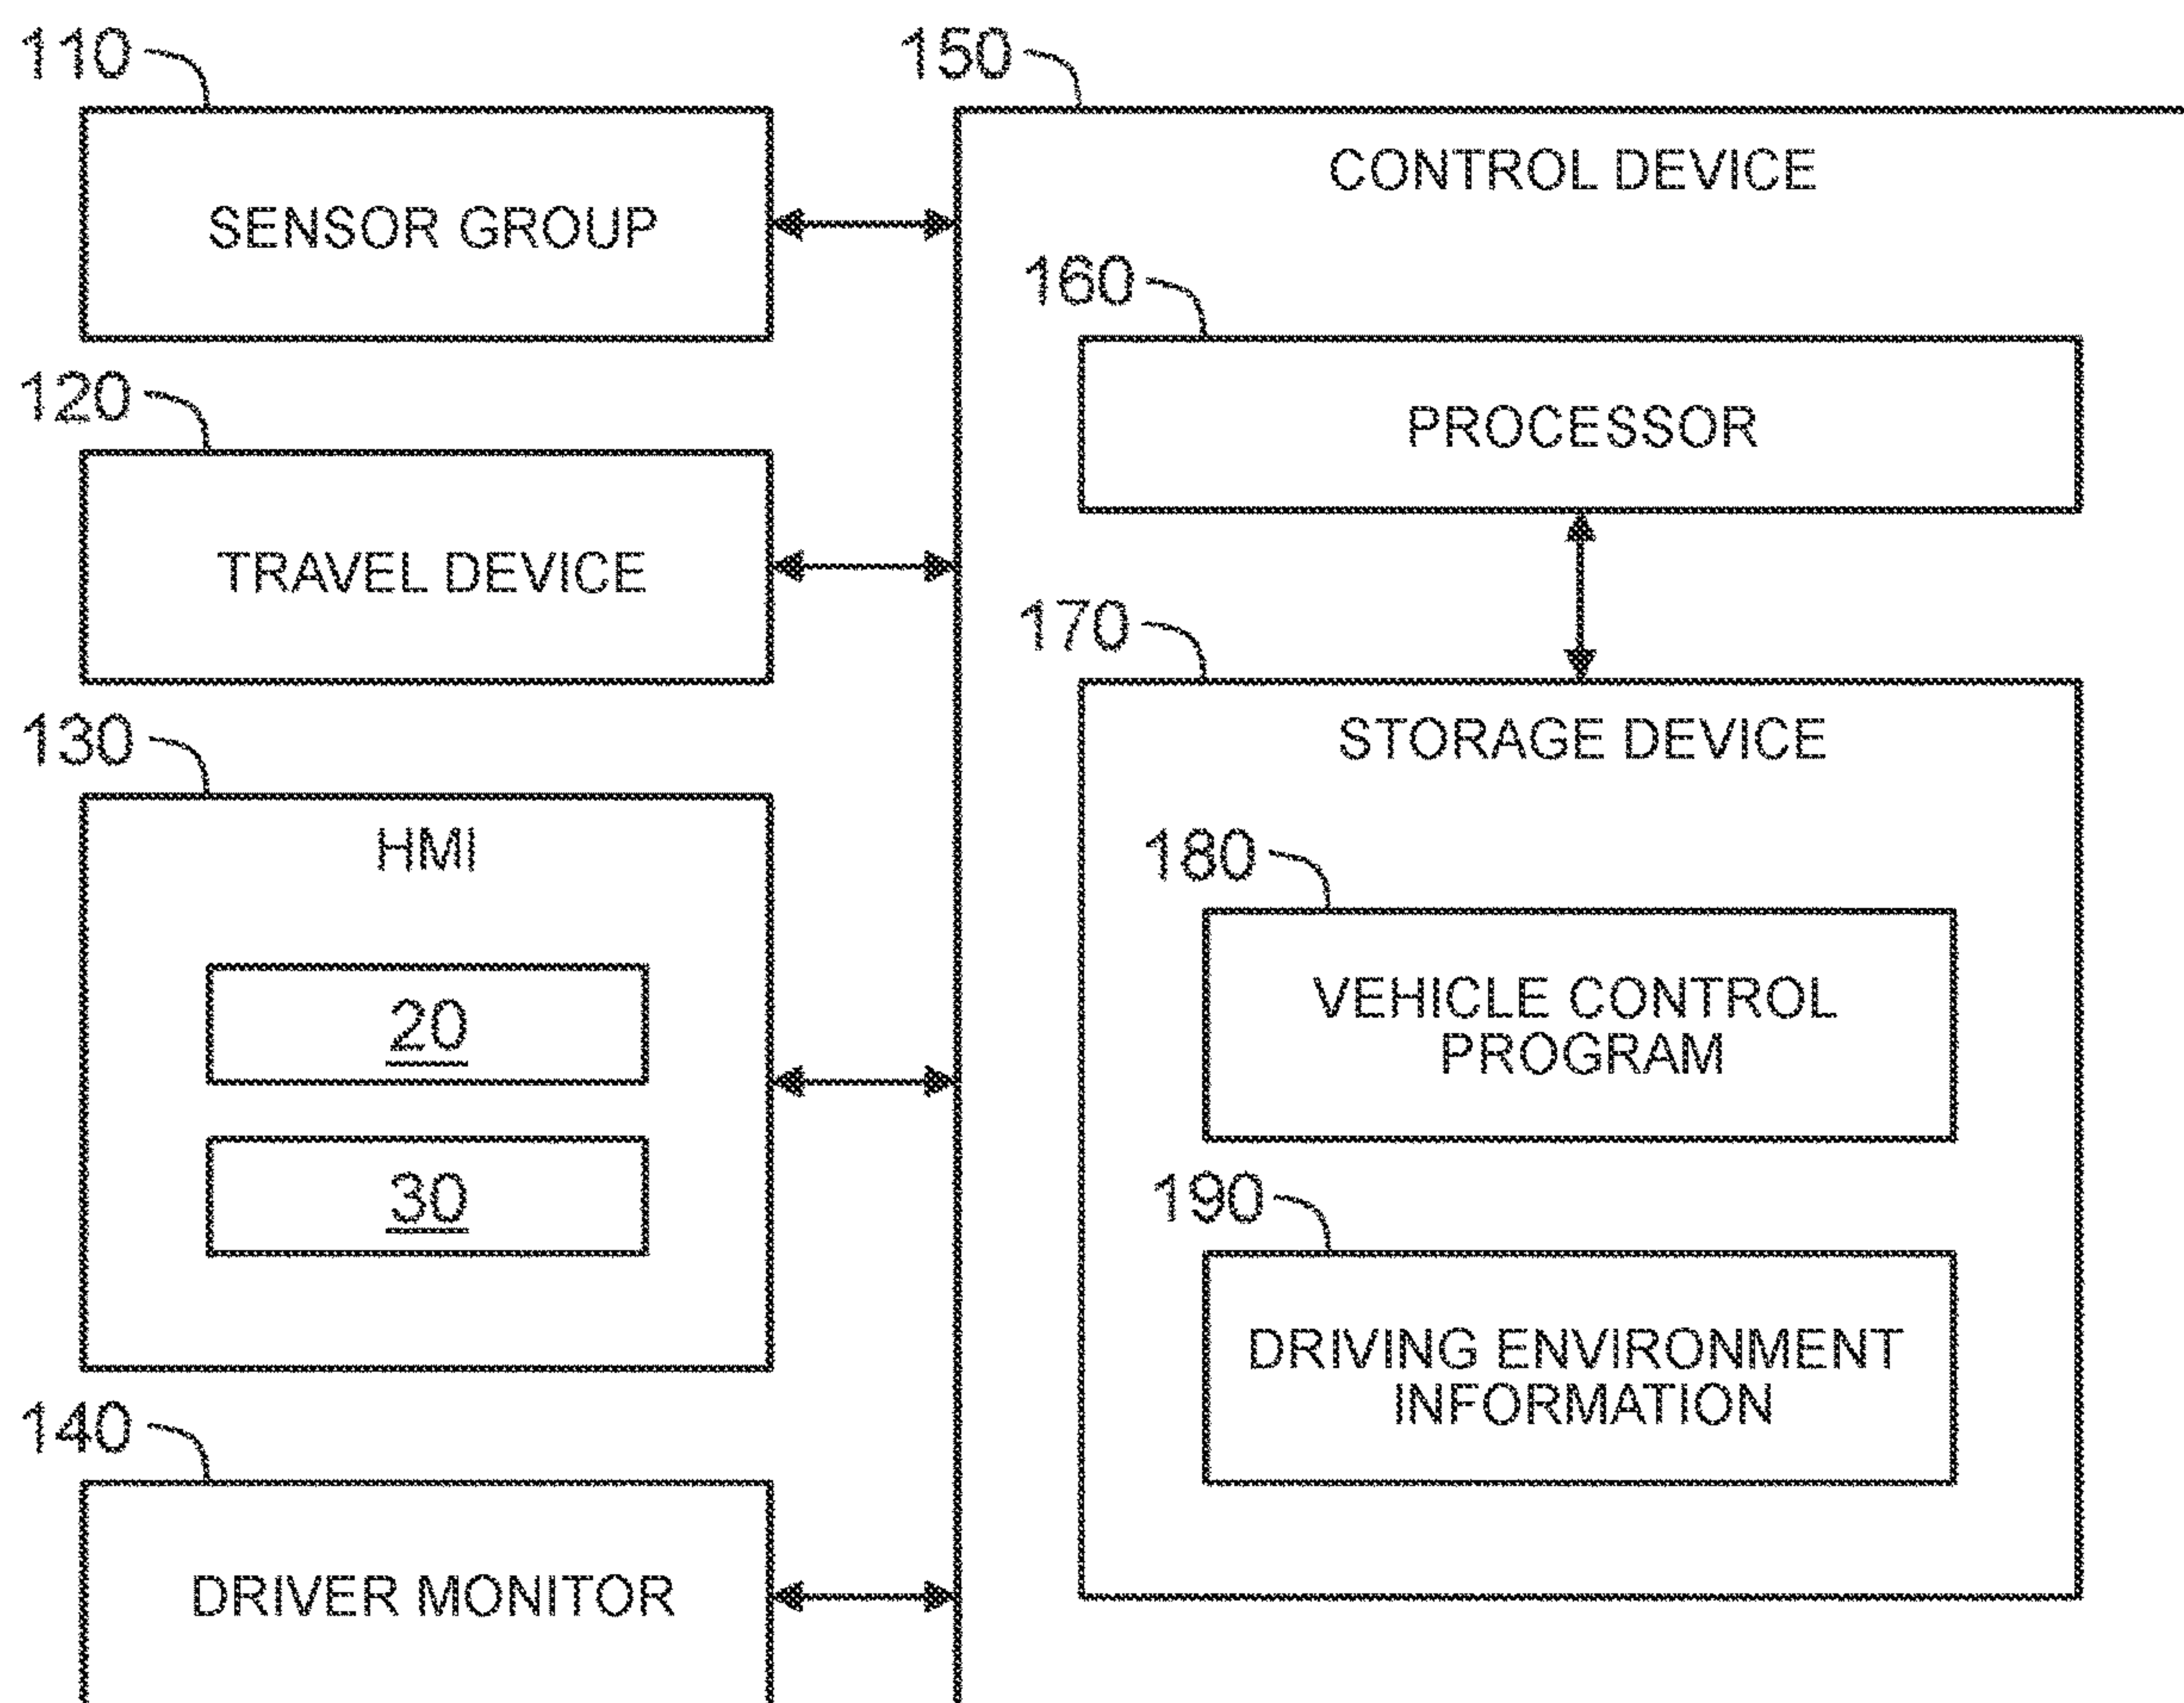 110
SENSOR GROUP
120
TRAVEL DEVICE
130
HMI
20
30
140
DRIVER MONITOR
150
CONTROL DEVICE
160
PROCESSOR
170
STORAGE DEVICE
180
VEHICLE CONTROL
PROGRAM
190
DRIVING ENVIRONMENT
INFORMATION